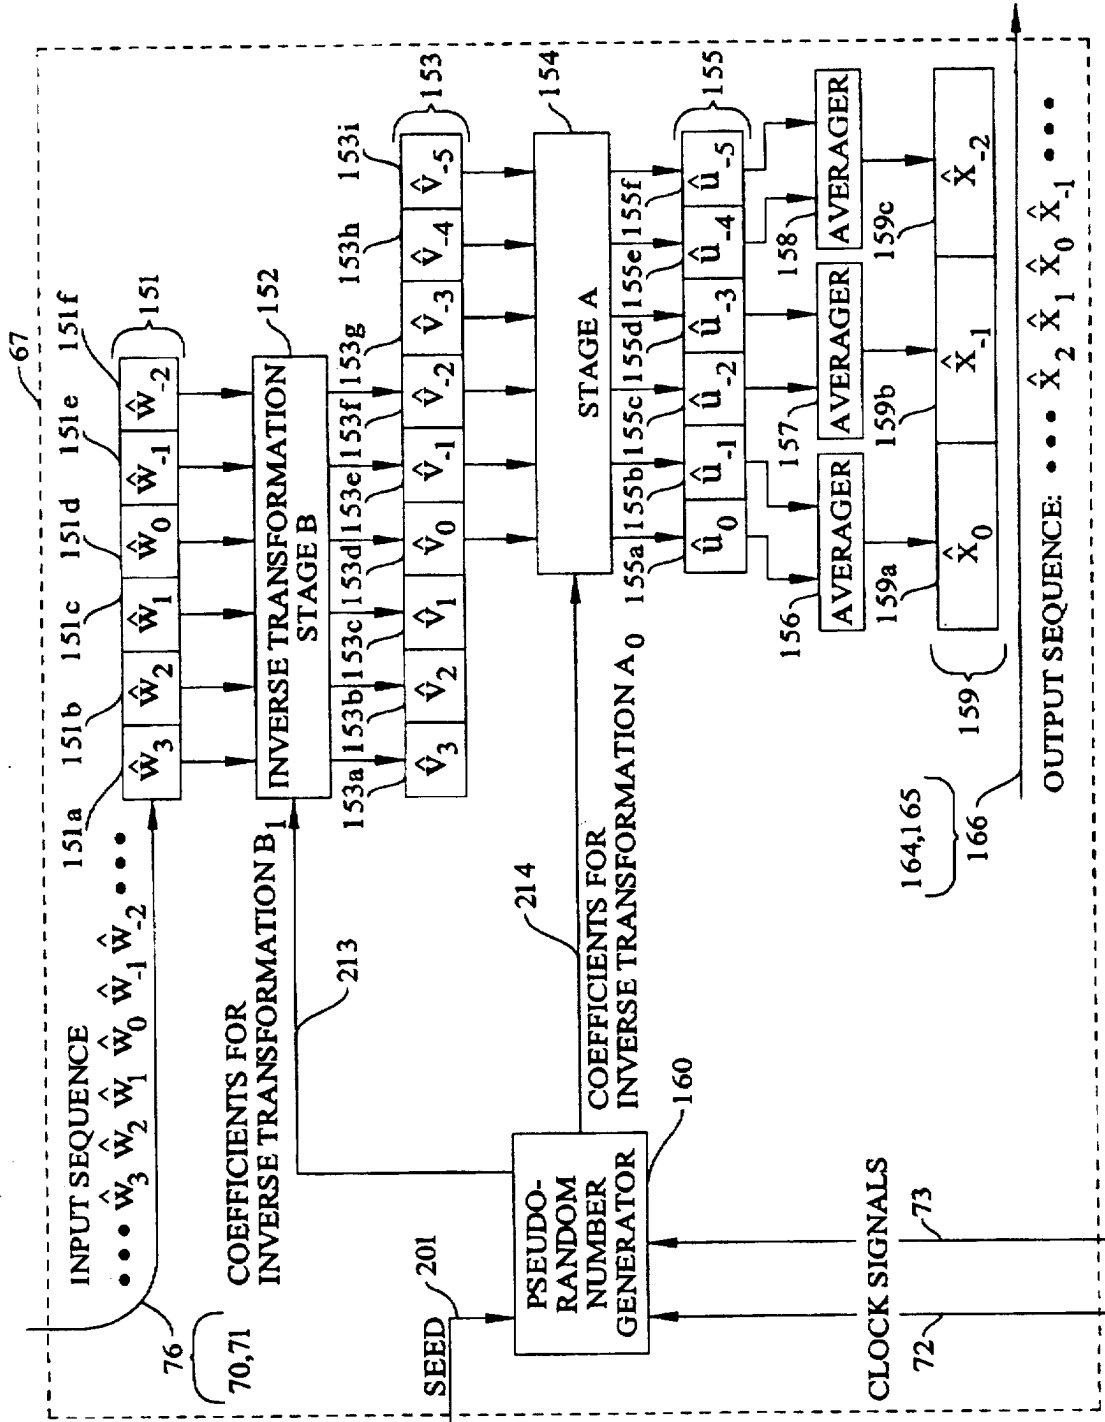 67
INPUT SEQUENCE
••• ŵ3 ŵ2 ŵ1 ŵ0 ŵ-1 ŵ-2 •••
76
70,71
151a 151b 151c 151d 151e 151f
ŵ3 ŵ2 ŵ1 ŵ0 ŵ-1 ŵ-2
151
COEFFICIENTS FOR
INVERSE TRANSFORMATION B1
213
INVERSE TRANSFORMATION
STAGE B
152
153a 153b 153c 153d 153e 153f 153g 153h 153i
v̂3 v̂2 v̂1 v̂0 v̂-1 v̂-2 v̂-3 v̂-4 v̂-5
153
SEED
201
PSEUDO-
RANDOM
NUMBER
GENERATOR
160
214
COEFFICIENTS FOR
INVERSE TRANSFORMATION A0
STAGE A
154
155a 155b 155c 155d 155e 155f
û0 û-1 û-2 û-3 û-4 û-5
155
156 157 158
AVERAGER AVERAGER AVERAGER
159a 159b 159c
X̂0 X̂-1 X̂-2
159
CLOCK SIGNALS
72 73
164,165
166
OUTPUT SEQUENCE: ••• X̂2 X̂1 X̂0 X̂-1 •••